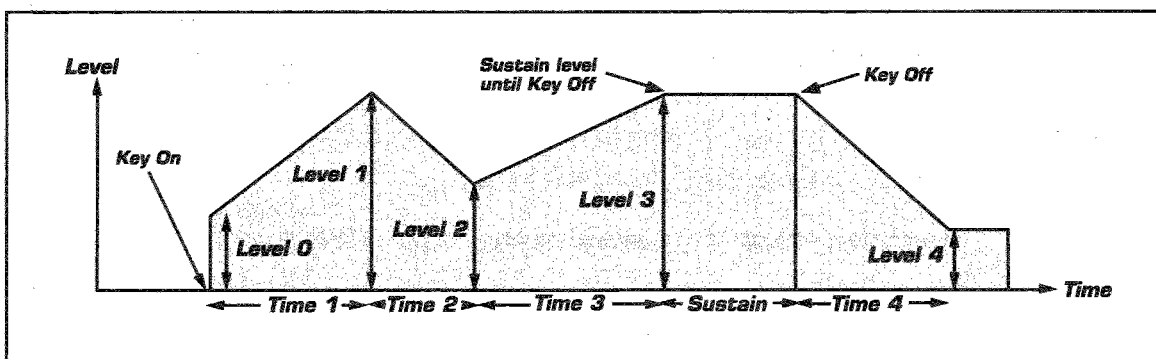 Level
Sustain level
until Key Off
Key Off
Key On
Level 0
Level 1
Level 2
Level 3
Level 4
Time 1
Time 2
Time 3
Sustain
Time 4
Time